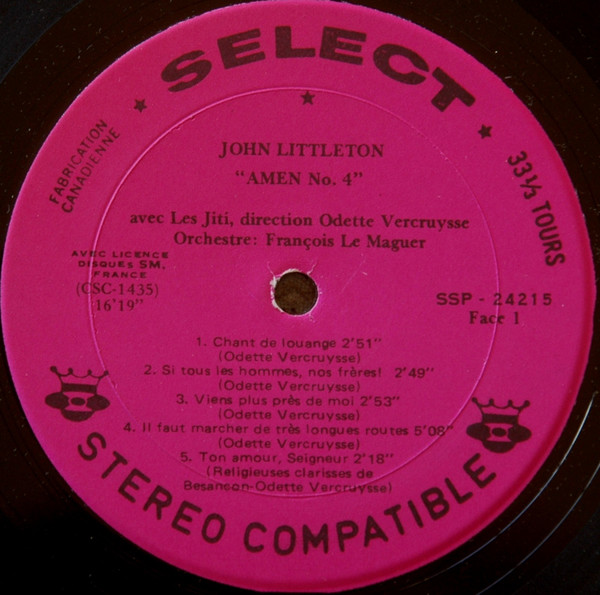 SELECT
FABRICATION
CANADIENNE
33 1/3 TOURS
JOHN LITTLETON
"AMEN No. 4"
avec Les Jiti, direction Odette Vercruysse
Orchestre: François Le Maguer
AVEC LICENCE
DISQUES SM.
FRANCE
(CSC-1435)
16'19"
SSP - 24215
Face 1
1. Chant de louange 2'51"
(Odette Vercruysse)
2. Si tous les hommes, nos frères! 2'49"
(Odette Vercruysse)
3. Viens plus près de moi 2'53"
(Odette Vercruysse)
4. Il faut marcher de très longues routes 5'08"
(Odette Vercruysse)
5. Ton amour, Seigneur 2'18"
(Religieuses clarisses de
Besançon-Odette Vercruysse)
STEREO COMPATIBLE